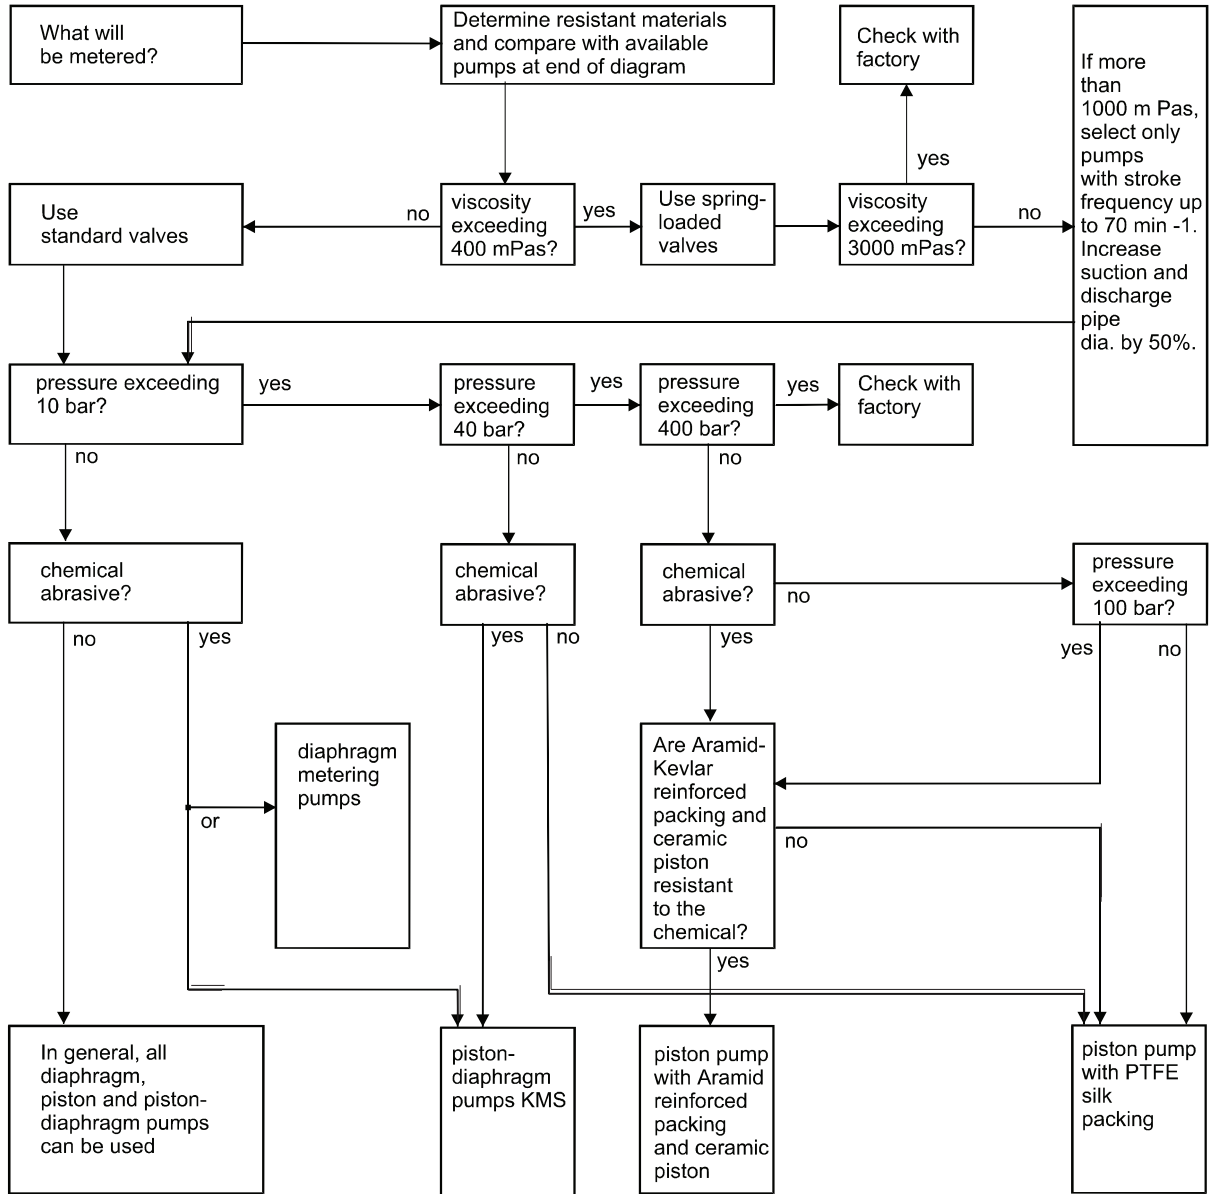 What will
be metered?
Determine resistant materials
and compare with available
pumps at end of diagram
Check with
factory
If more
than
1000 m Pas,
select only
pumps
with stroke
frequency up
to 70 min -1.
Increase
suction and
discharge
pipe
dia. by 50%.
yes
Use
standard valves
no
viscosity
exceeding
400 mPas?
yes
Use spring-
loaded
valves
viscosity
exceeding
3000 mPas?
no
pressure exceeding
10 bar?
yes
pressure
exceeding
40 bar?
yes
pressure
exceeding
400 bar?
yes
Check with
factory
no
no
no
chemical
abrasive?
chemical
abrasive?
chemical
abrasive?
no
pressure
exceeding
100 bar?
no
yes
yes
no
yes
yes
no
diaphragm
metering
pumps
or
Are Aramid-
Kevlar
reinforced
packing and
ceramic
piston
resistant
to the
chemical?
no
yes
In general, all
diaphragm,
piston and piston-
diaphragm pumps
can be used
piston-
diaphragm
pumps KMS
piston pump
with Aramid
reinforced
packing
and ceramic
piston
piston pump
with PTFE
silk
packing